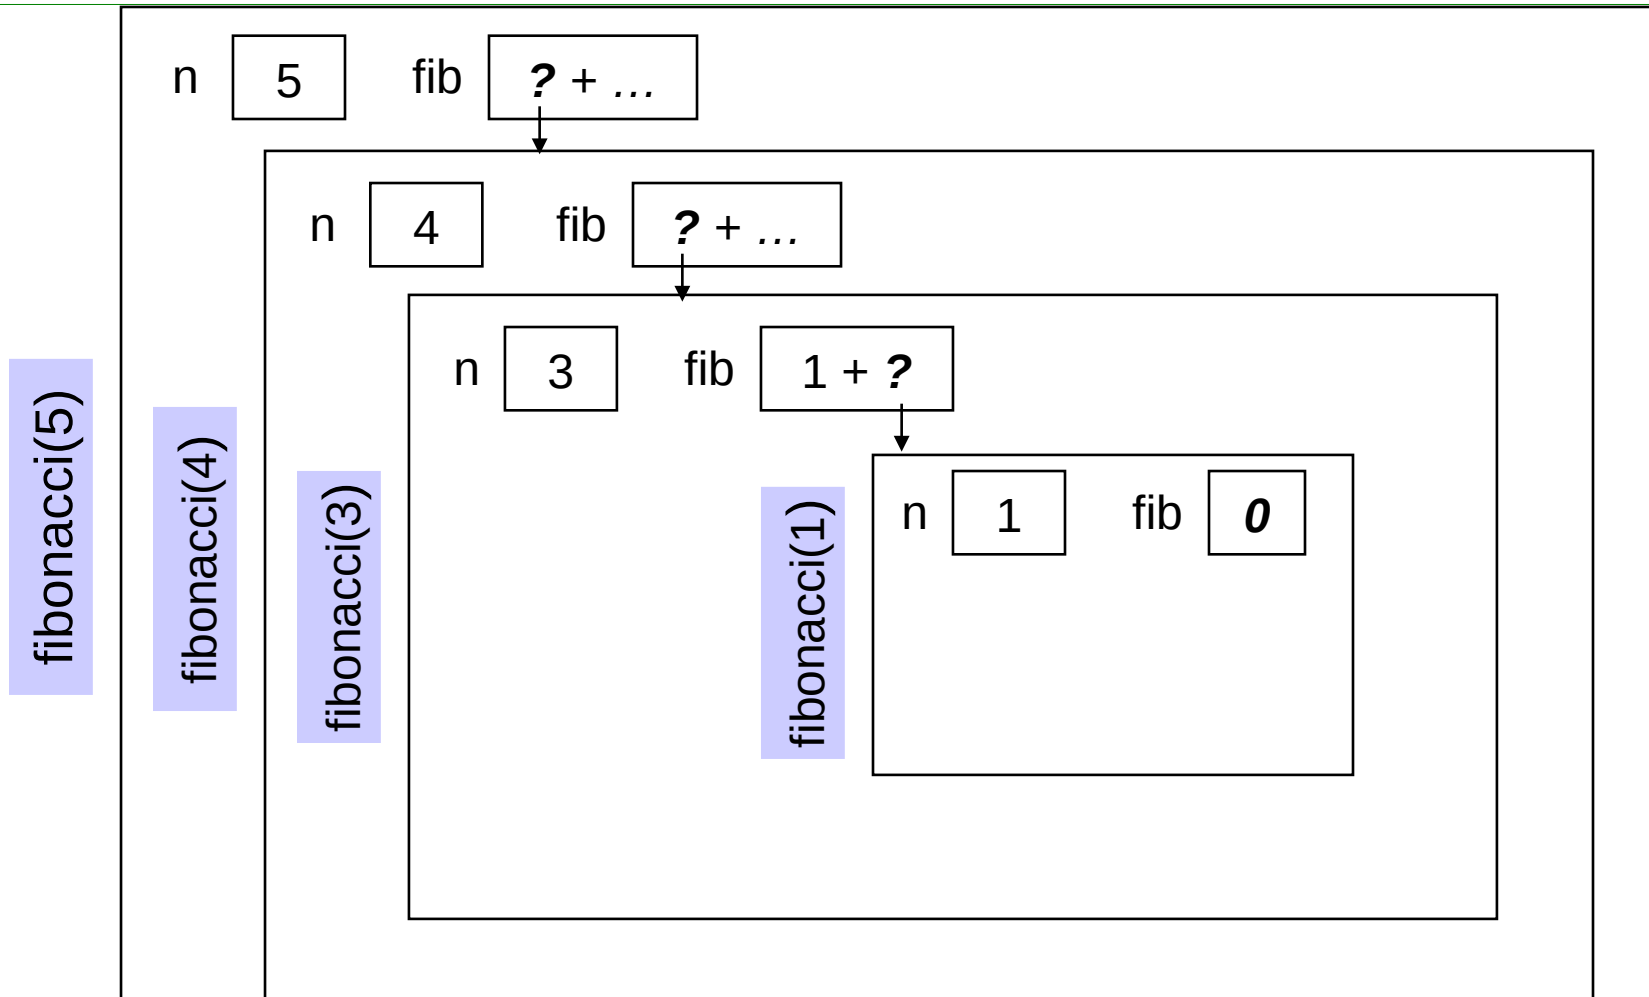 n 5 fib ? + …
n 4 fib ? + …
n 3 fib 1 + ?
n 1 fib 0
fibonacci(5)
fibonacci(4)
fibonacci(3)
fibonacci(1)